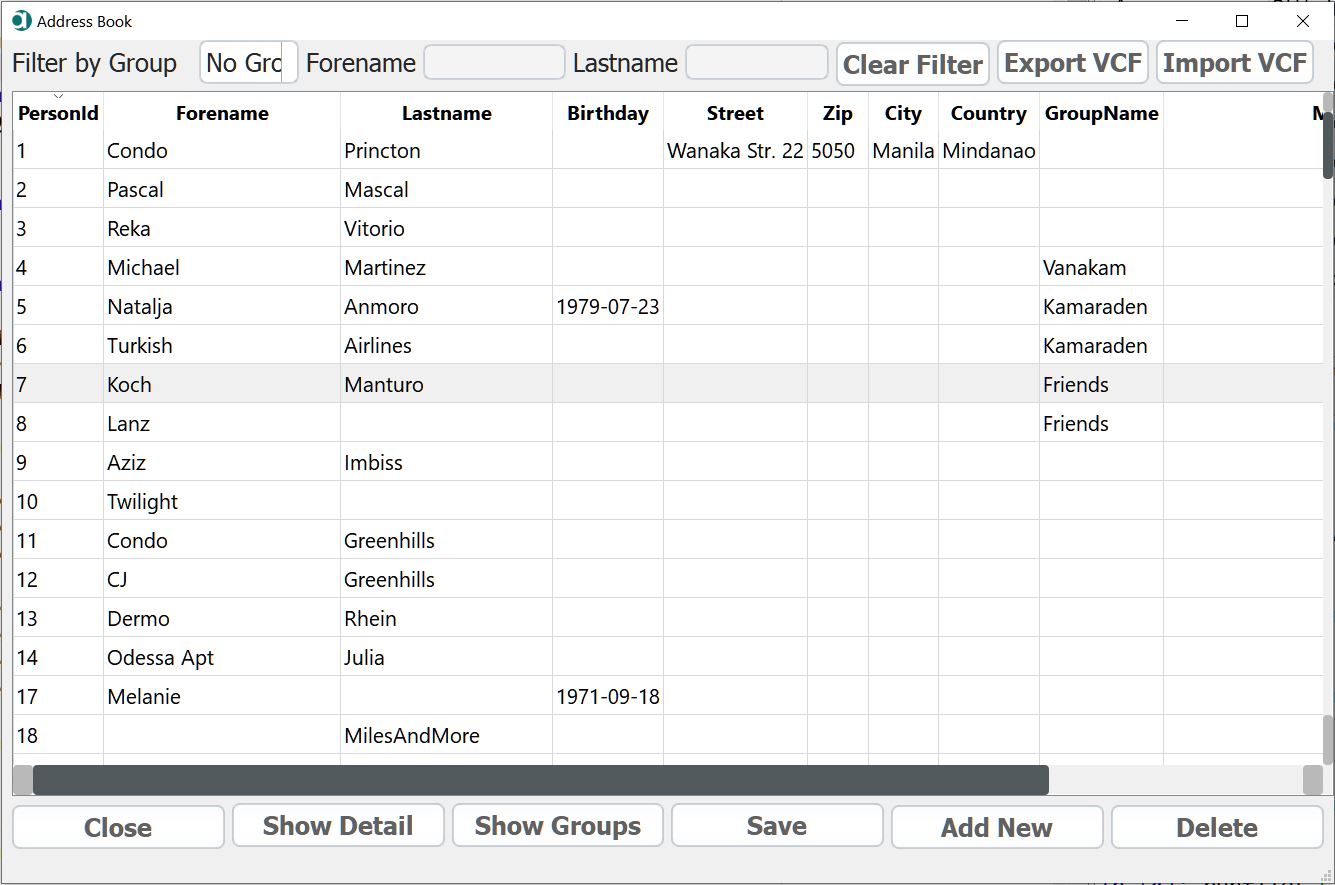 Address Book
Filter by Group No Gro Forename Lastname Clear Filter Export VCF Import VCF
PersonId Forename Lastname Birthday Street Zip City Country GroupName
1 Condo Princton Wanaka Str. 22 5050 Manila Mindanao
2 Pascal Mascal
3 Reka Vitorio
4 Michael Martinez Vanakam
5 Natalja Anmoro 1979-07-23 Kamaraden
6 Turkish Airlines Kamaraden
7 Koch Manturo Friends
8 Lanz Friends
9 Aziz Imbiss
10 Twilight
11 Condo Greenhills
12 CJ Greenhills
13 Dermo Rhein
14 Odessa Apt Julia
17 Melanie 1971-09-18
18 MilesAndMore
Close Show Detail Show Groups Save Add New Delete